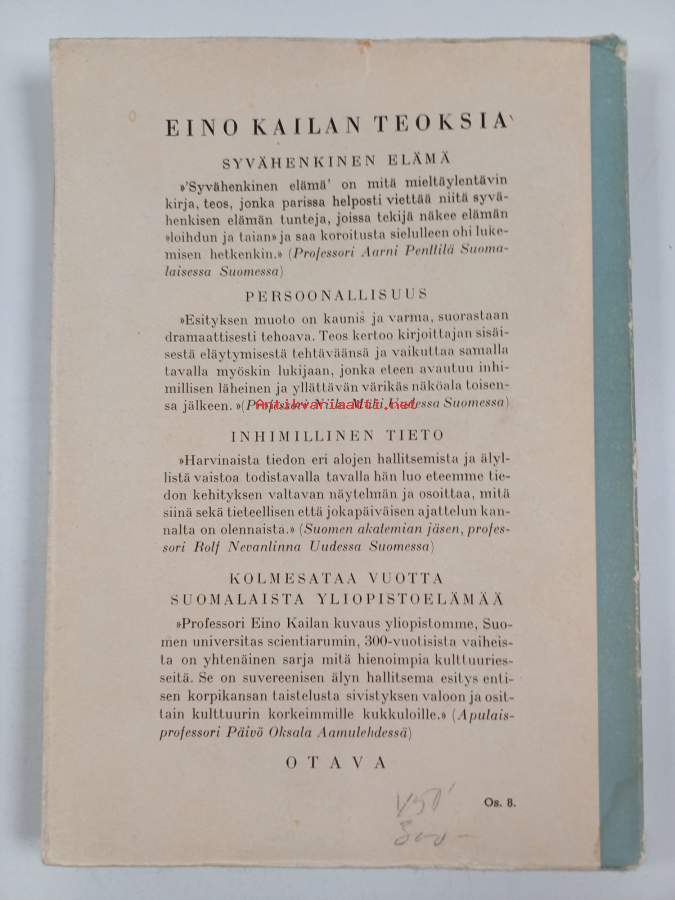 EINO KAILAN TEOKSIA
SYVÄHENKINEN ELÄMÄ
»'Syvähenkinen elämä' on mitä mieltäylentävin
kirja, teos, jonka parissa helposti viettää niitä syvä-
henkisen elämän tunteja, joissa tekijä näkee elämän
»loihdun ja taian» ja saa koroitusta sielulleen ohi luke-
misen hetkenkin.» (Professori Aarni Penttilä Suoma-
laisessa Suomessa)
PERSOONALLISUUS
»Esityksen muoto on kaunis ja varma, suorastaan
dramaattisesti tehoava. Teos kertoo kirjoittajan sisäi-
sestä eläytymisestä tehtäväänsä ja vaikuttaa samalla
tavalla myöskin lukijaan, jonka eteen avautuu inhi-
millisen läheinen ja yllättävän värikäs näköala toisen-
sa jälkeen.» (Professori Niilo Mäki Uudessa Suomessa)
Antikvariaatti.net
INHIMILLINEN TIETO
»Harvinaista tiedon eri alojen hallitsemista ja älyl-
listä vaistoa todistavalla tavalla hän luo eteemme tie-
don kehityksen valtavan näytelmän ja osoittaa, mitä
siinä sekä tieteellisen että jokapäiväisen ajattelun kan-
nalta on olennaista.» (Suomen akatemian jäsen, profes-
sori Rolf Nevanlinna Uudessa Suomessa)
KOLMESATAA VUOTTA
SUOMALAISTA YLIOPISTOELÄMÄÄ
»Professori Eino Kailan kuvaus yliopistomme, Suo-
men universitas scientiarumin, 300-vuotisista vaiheis-
ta on yhtenäinen sarja mitä hienoimpia kulttuuries-
seitä. Se on suvereenisen älyn hallitsema esitys enti-
sen korpikansan taistelusta sivistyksen valoon ja osit-
tain kulttuurin korkeimmille kukkuloille.» (Apulais-
professori Päivö Oksala Aamulehdessä)
OTAVA
450
Os. 8.